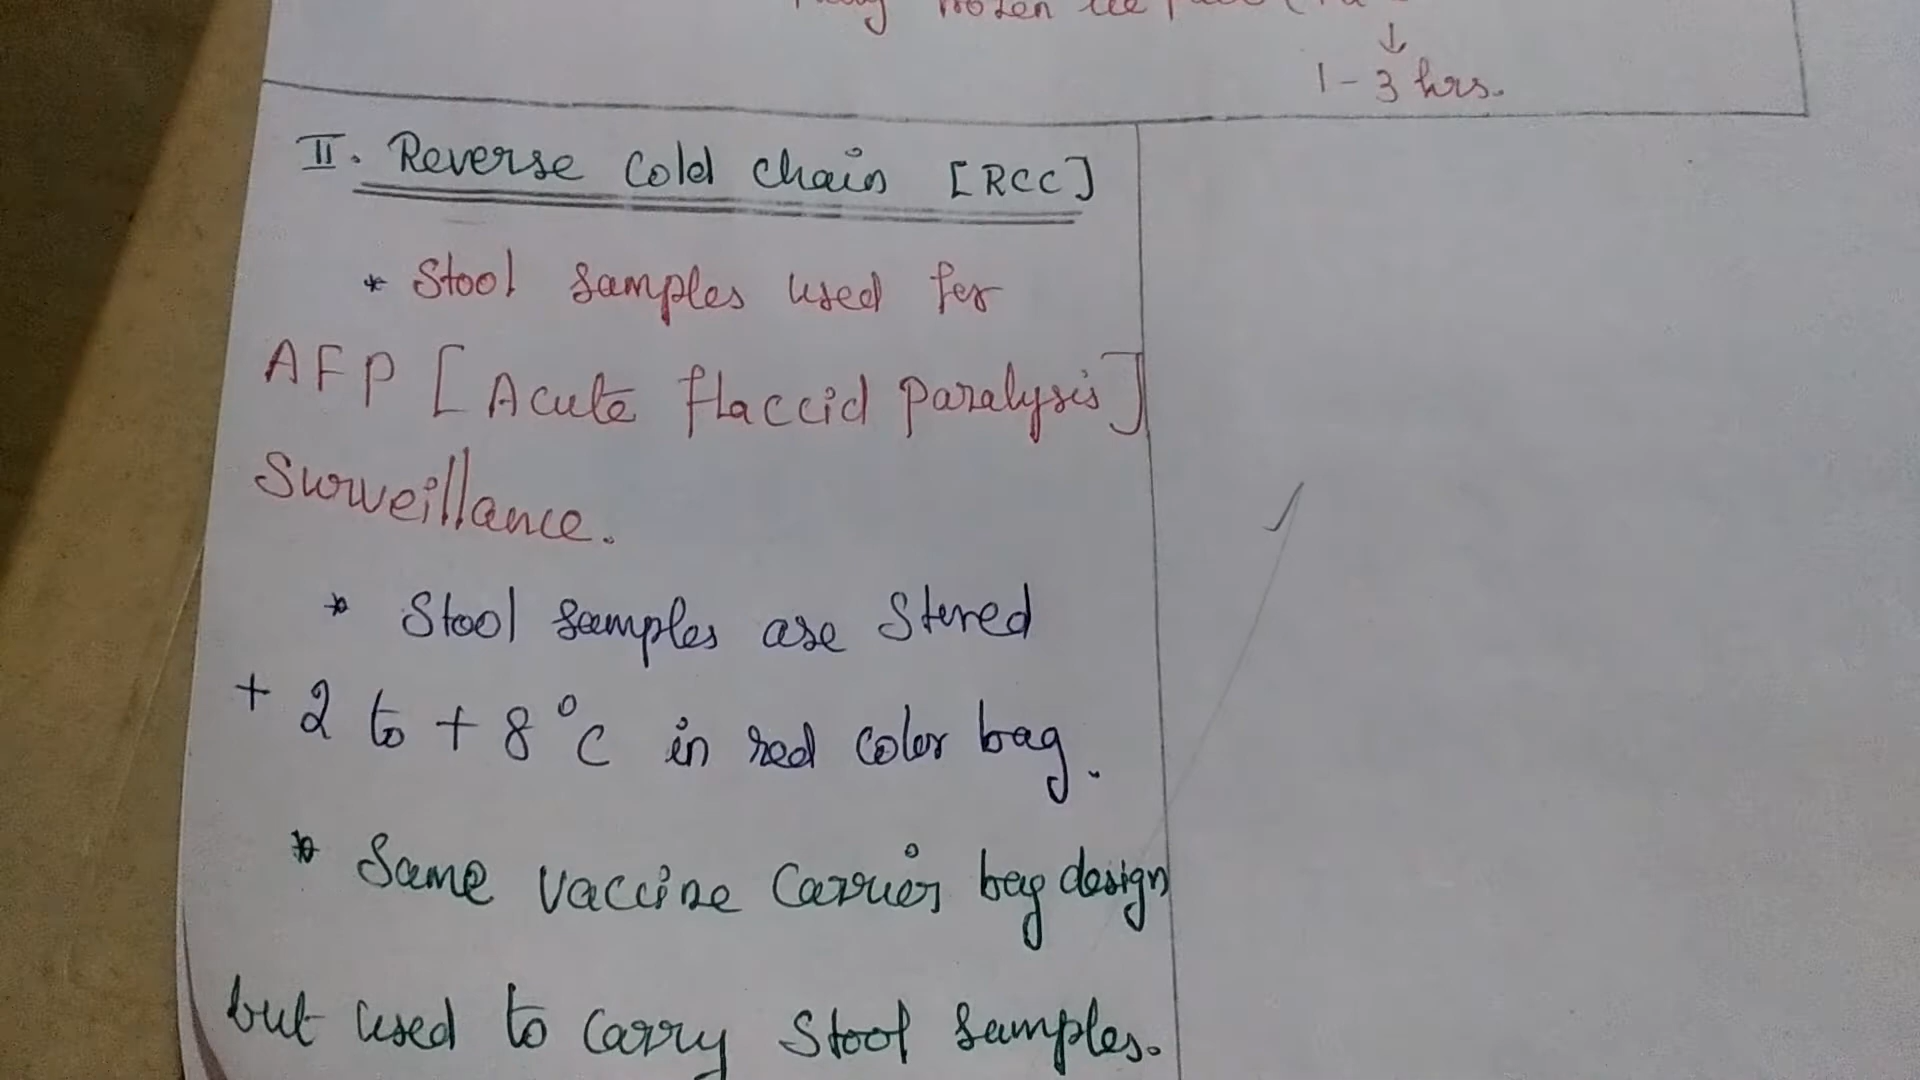 frozen ice
↓
1-3 hrs.
II. Reverse Cold chain [RCC]
* Stool samples used for
AFP [Acute flaccid paralysis]
Surveillance.
* Stool samples are Stored
+2 to +8°C in red color bag.
* Same vaccine Carrier bag design
but used to carry Stool samples.